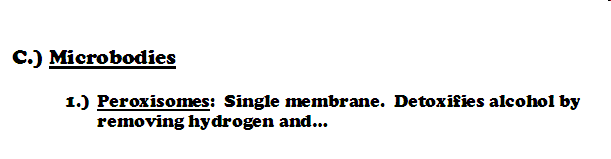 C.) Microbodies
1.) Peroxisomes: Single membrane. Detoxifies alcohol by
removing hydrogen and...